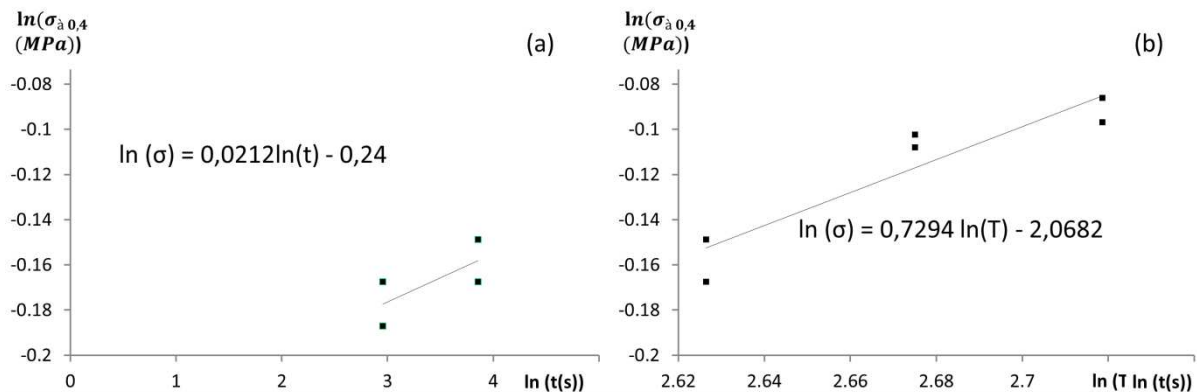 ln(σà 0,4
(MPa))
(a)
-0.08
-0.1
-0.12
-0.14
-0.16
-0.18
-0.2
ln (σ) = 0,0212ln(t) - 0,24
0 1 2 3 4 ln (t(s))
ln(σà 0,4
(MPa))
(b)
-0.08
-0.1
-0.12
-0.14
-0.16
-0.18
-0.2
ln (σ) = 0,7294 ln(T) - 2,0682
2.62 2.64 2.66 2.68 2.7 ln (T ln (t(s))